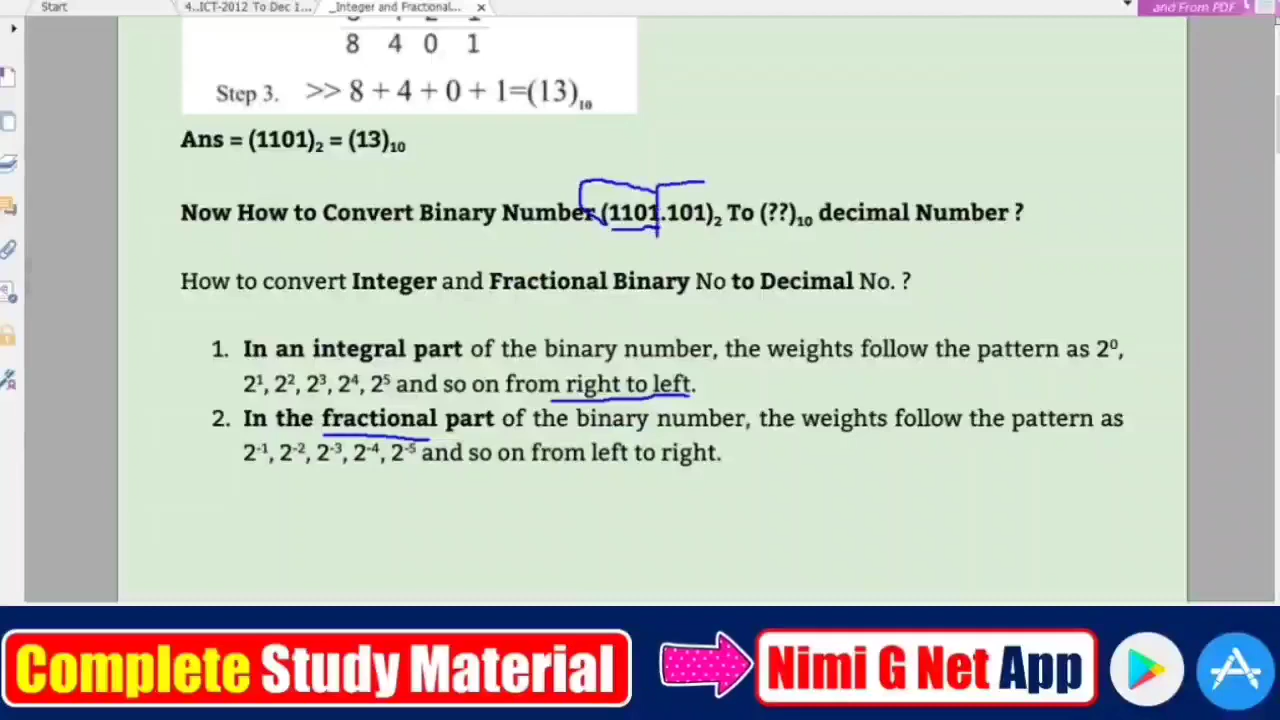 Start
4..ICT-2012 To Dec 1...
_Integer and Fractional...
and From PDF
8 4 0 1
Step 3. >> 8 + 4 + 0 + 1=(13)₁₀
Ans = (1101)₂ = (13)₁₀
Now How to Convert Binary Number (1101.101)₂ To (??)₁₀ decimal Number ?
How to convert Integer and Fractional Binary No to Decimal No. ?
1. In an integral part of the binary number, the weights follow the pattern as 2⁰,
2¹, 2², 2³, 2⁴, 2⁵ and so on from right to left.
2. In the fractional part of the binary number, the weights follow the pattern as
2⁻¹, 2⁻², 2⁻³, 2⁻⁴, 2⁻⁵ and so on from left to right.
Complete Study Material
Nimi G Net App